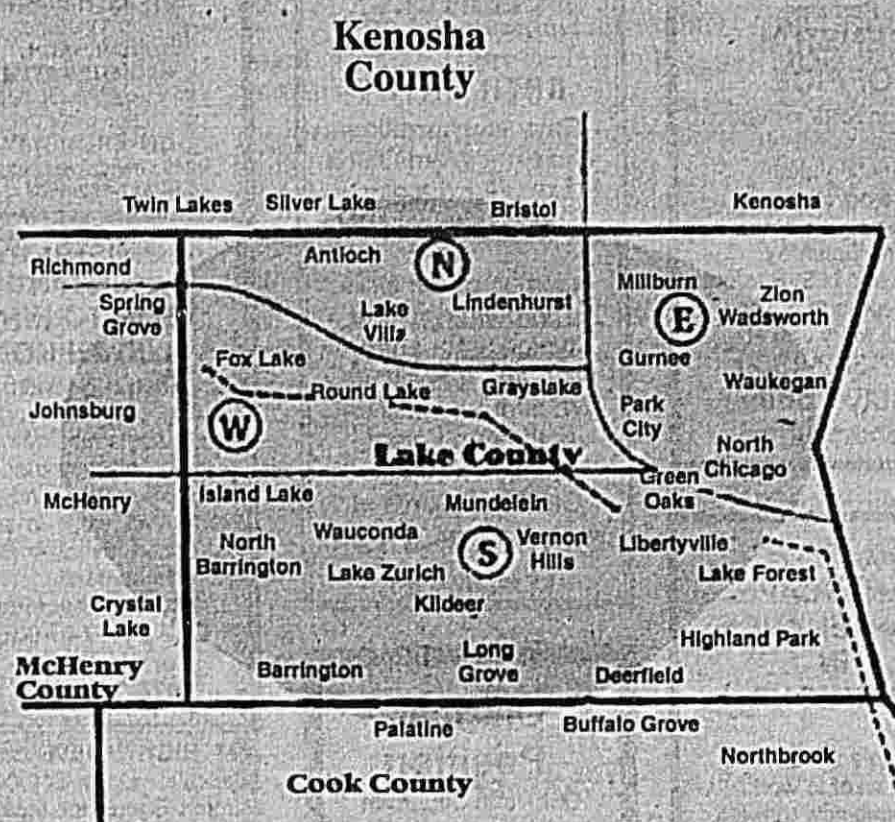 Kenosha
County
Twin Lakes
Silver Lake
Bristol
Kenosha
Richmond
Antioch
N
Millburn
Zion
Spring
Grove
Lake
Villa
Lindenhurst
E
Wadsworth
Fox Lake
Gurnee
Round Lake
Grayslake
Waukegan
Johnsburg
W
Park
City
Lake County
North
Chicago
McHenry
Island Lake
Mundelein
Green
Oaks
North
Barrington
Wauconda
S
Vernon
Hills
Libertyville
Lake Zurich
Lake Forest
Crystal
Lake
Kildeer
Highland Park
McHenry
County
Barrington
Long
Grove
Deerfield
Palatine
Buffalo Grove
Northbrook
Cook County